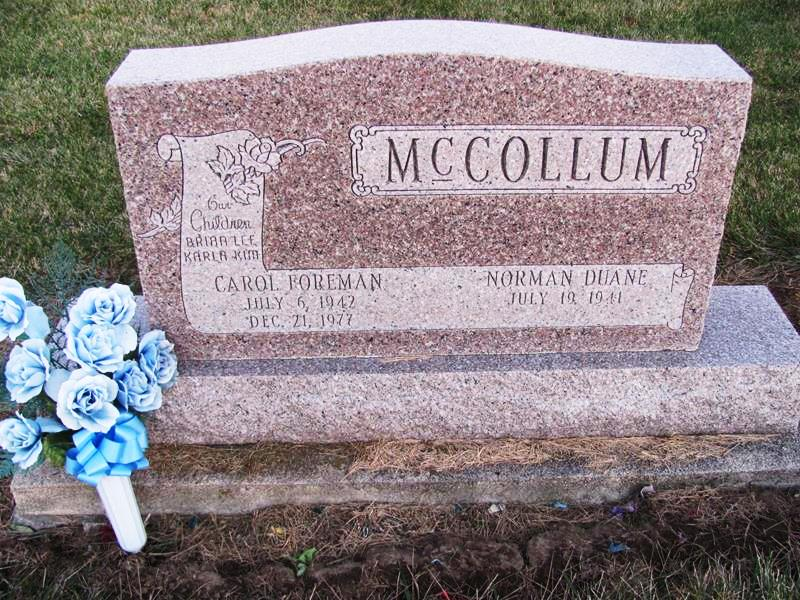 McCOLLUM
Our
Children
BRIAN LEE
KARLA KIM
CAROL FOREMAN
JULY 6, 1942
DEC. 21, 1977
NORMAN DUANE
JULY 19, 1941